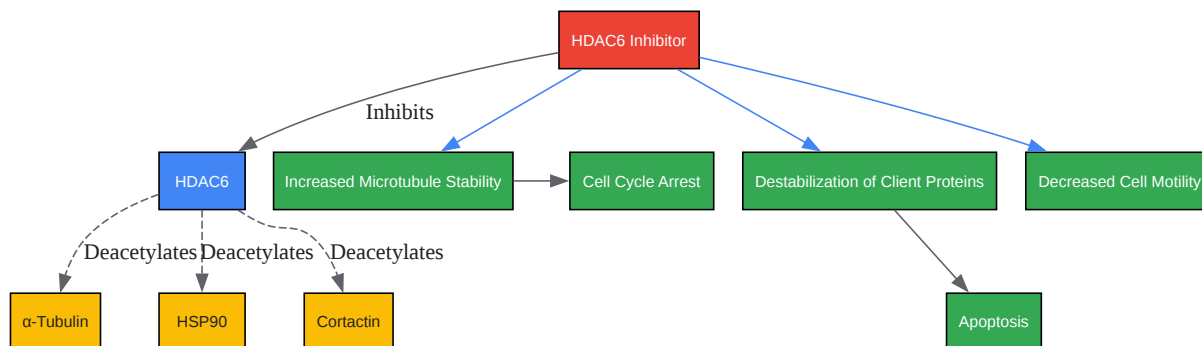 HDAC6 Inhibitor
Inhibits
HDAC6
Increased Microtubule Stability
Cell Cycle Arrest
Destabilization of Client Proteins
Decreased Cell Motility
Deacetylates
Deacetylates
Deacetylates
α-Tubulin
HSP90
Cortactin
Apoptosis